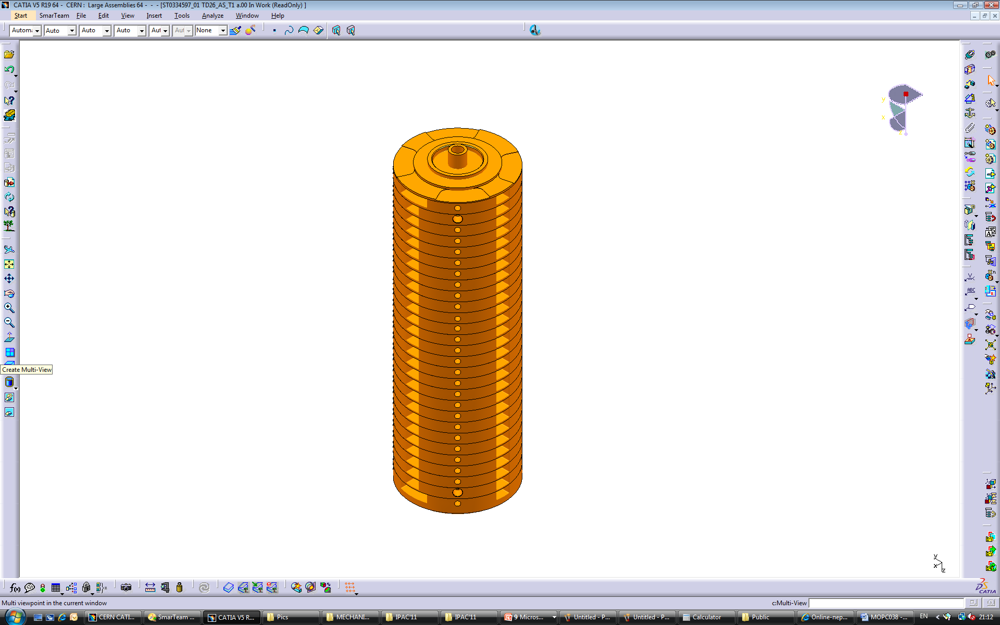 CATIA V5 R19 64 - CERN : Large Assemblies 64 - - - [ST0334597_01 TD26_AS_T1 a.00 In Work (ReadOnly) ]
Start SmarTeam File Edit View Insert Tools Analyze Window Help
Automa Auto Auto Auto Aut Aut None
y
x
z
ABC
Create Multi-View
y
x
z
f(x)
CATIA
Multi viewpoint in the current window
c:Multi-View
CERN CATI... SmarTeam ... CATIA V5 R... Pics MECHANI... IPAC'11 IPAC'11 9 Micros... Untitled - P... Untitled - P... Calculator Public Online-nep... MOPC038 -... EN 21:12